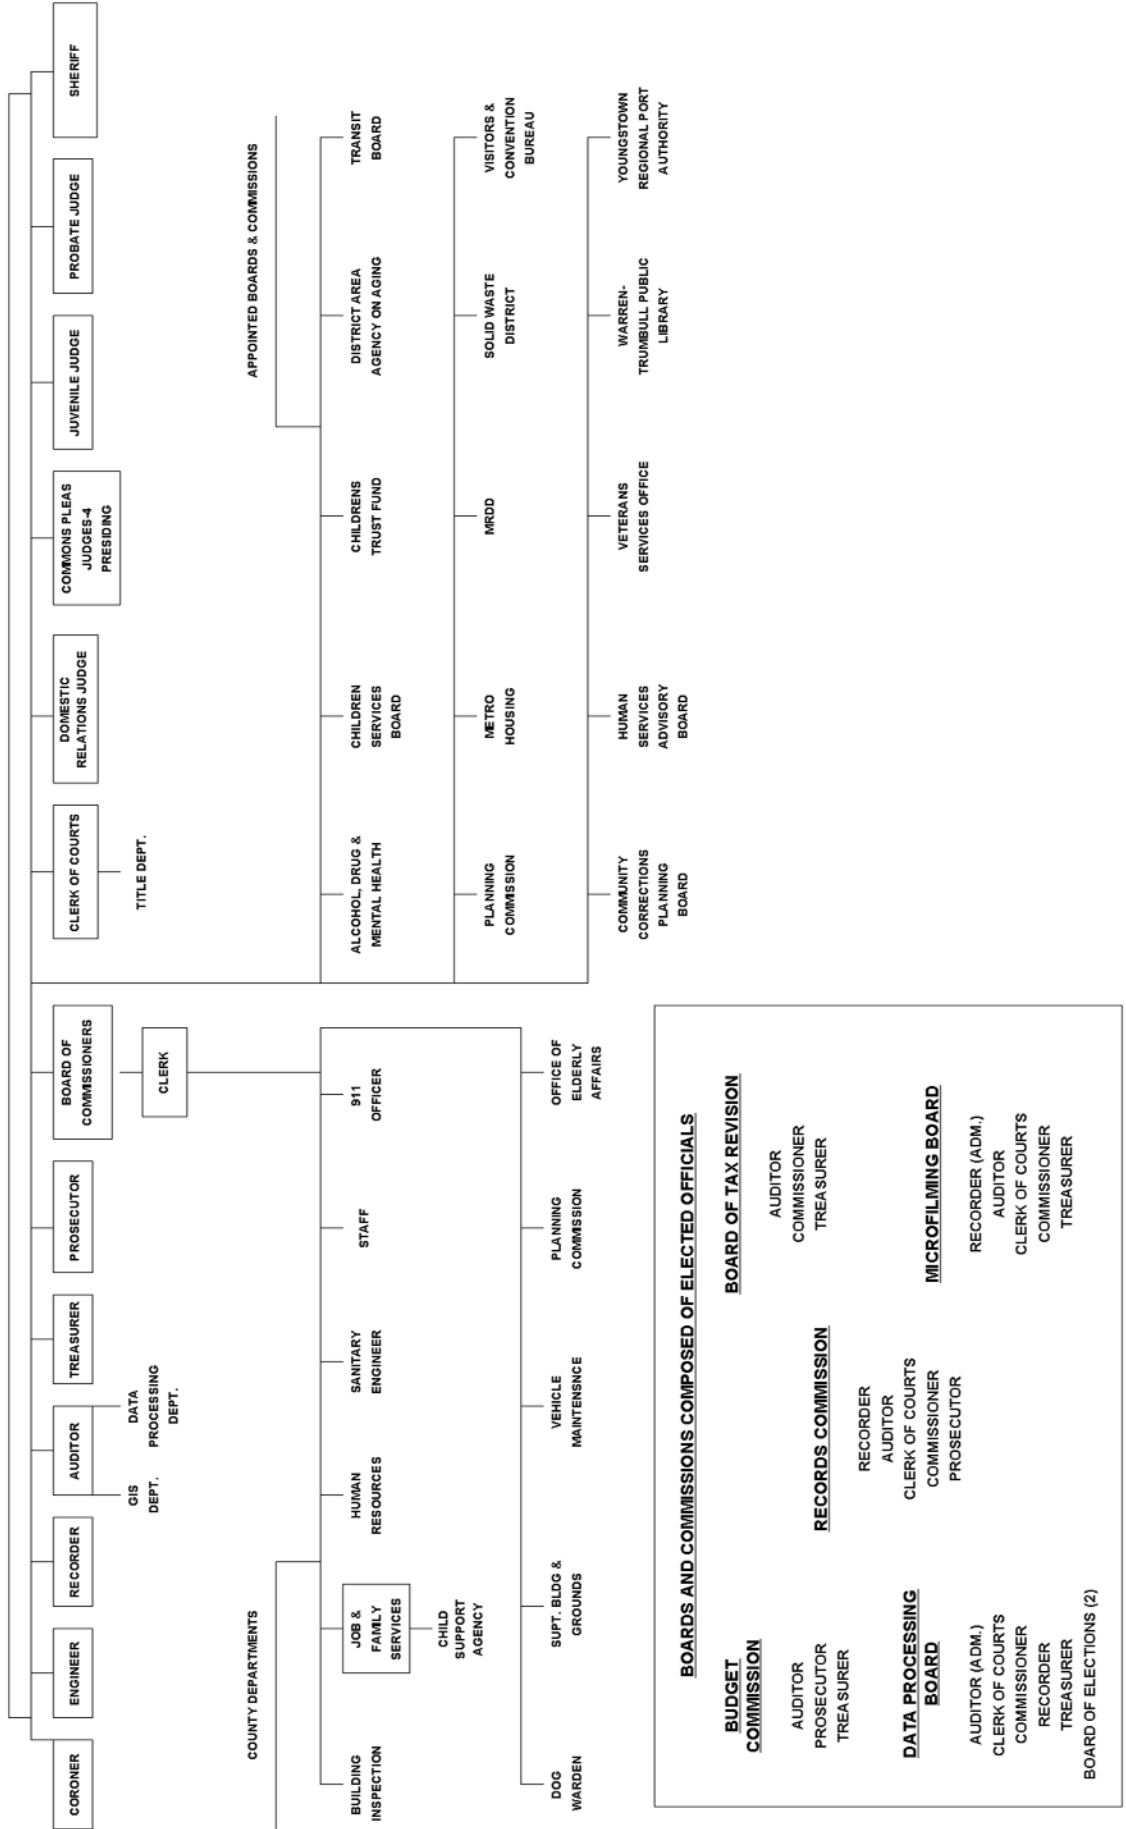 CORONER
ENGINEER
RECORDER
AUDITOR
TREASURER
PROSECUTOR
BOARD OF
COMMISSIONERS
CLERK OF COURTS
DOMESTIC
RELATIONS JUDGE
COMMONS PLEAS
JUDGES-4
PRESIDING
JUVENILE JUDGE
PROBATE JUDGE
SHERIFF
GIS
DEPT.
DATA
PROCESSING
DEPT.
CLERK
TITLE DEPT.
COUNTY DEPARTMENTS
APPOINTED BOARDS & COMMISSIONS
BUILDING
INSPECTION
JOB &
FAMILY
SERVICES
CHILD
SUPPORT
AGENCY
HUMAN
RESOURCES
SANITARY
ENGINEER
STAFF
911
OFFICER
ALCOHOL, DRUG &
MENTAL HEALTH
CHILDREN
SERVICES
BOARD
CHILDRENS
TRUST FUND
DISTRICT AREA
AGENCY ON AGING
TRANSIT
BOARD
PLANNING
COMMISSION
METRO
HOUSING
MRDD
SOLID WASTE
DISTRICT
VISITORS &
CONVENTION
BUREAU
DOG
WARDEN
SUPT. BLDG &
GROUNDS
VEHICLE
MAINTENSNCE
PLANNING
COMMISSION
OFFICE OF
ELDERLY
AFFAIRS
COMMUNITY
CORRECTIONS
PLANNING
BOARD
HUMAN
SERVICES
ADVISORY
BOARD
VETERANS
SERVICES OFFICE
WARREN-
TRUMBULL PUBLIC
LIBRARY
YOUNGSTOWN
REGIONAL PORT
AUTHORITY
BOARDS AND COMMISSIONS COMPOSED OF ELECTED OFFICIALS
BUDGET
COMMISSION
AUDITOR
PROSECUTOR
TREASURER
BOARD OF TAX REVISION
AUDITOR
COMMISSIONER
TREASURER
RECORDS COMMISSION
RECORDER
AUDITOR
CLERK OF COURTS
COMMISSIONER
PROSECUTOR
DATA PROCESSING
BOARD
AUDITOR (ADM.)
CLERK OF COURTS
COMMISSIONER
RECORDER
TREASURER
BOARD OF ELECTIONS (2)
MICROFILMING BOARD
RECORDER (ADM.)
AUDITOR
CLERK OF COURTS
COMMISSIONER
TREASURER